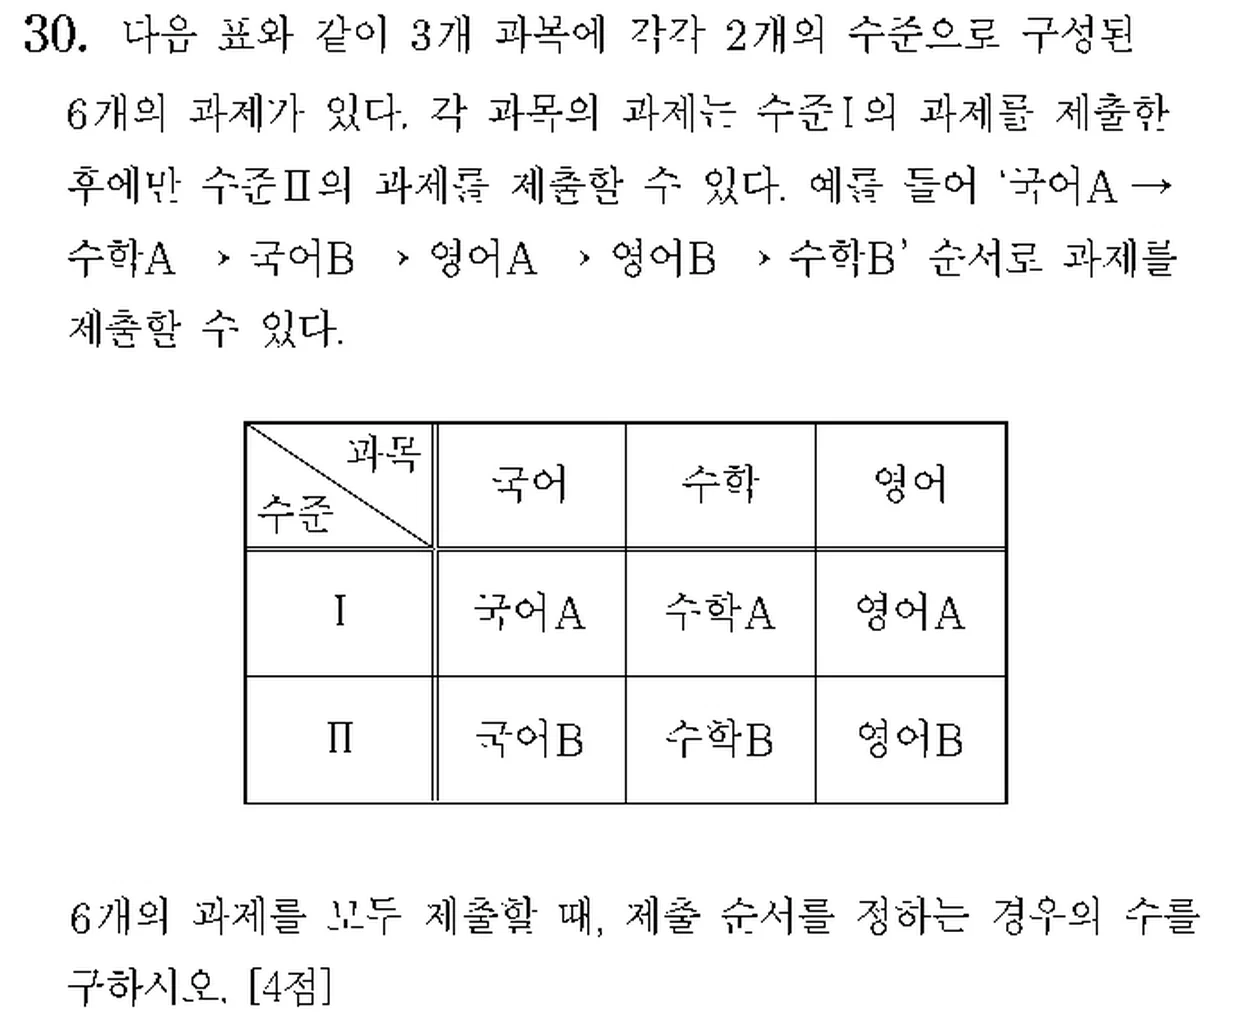 30. 다음 표와 같이 3개 과목에 각각 2개의 수준으로 구성된
6개의 과제가 있다. 각 과목의 과제는 수준Ⅰ의 과제를 제출한
후에만 수준Ⅱ의 과제를 제출할 수 있다. 예를 들어 ‘국어A →
수학A → 국어B → 영어A → 영어B → 수학B’ 순서로 과제를
제출할 수 있다.
과목
수준
국어 수학 영어
Ⅰ 국어A 수학A 영어A
Ⅱ 국어B 수학B 영어B
6개의 과제를 모두 제출할 때, 제출 순서를 정하는 경우의 수를
구하시오. [4점]